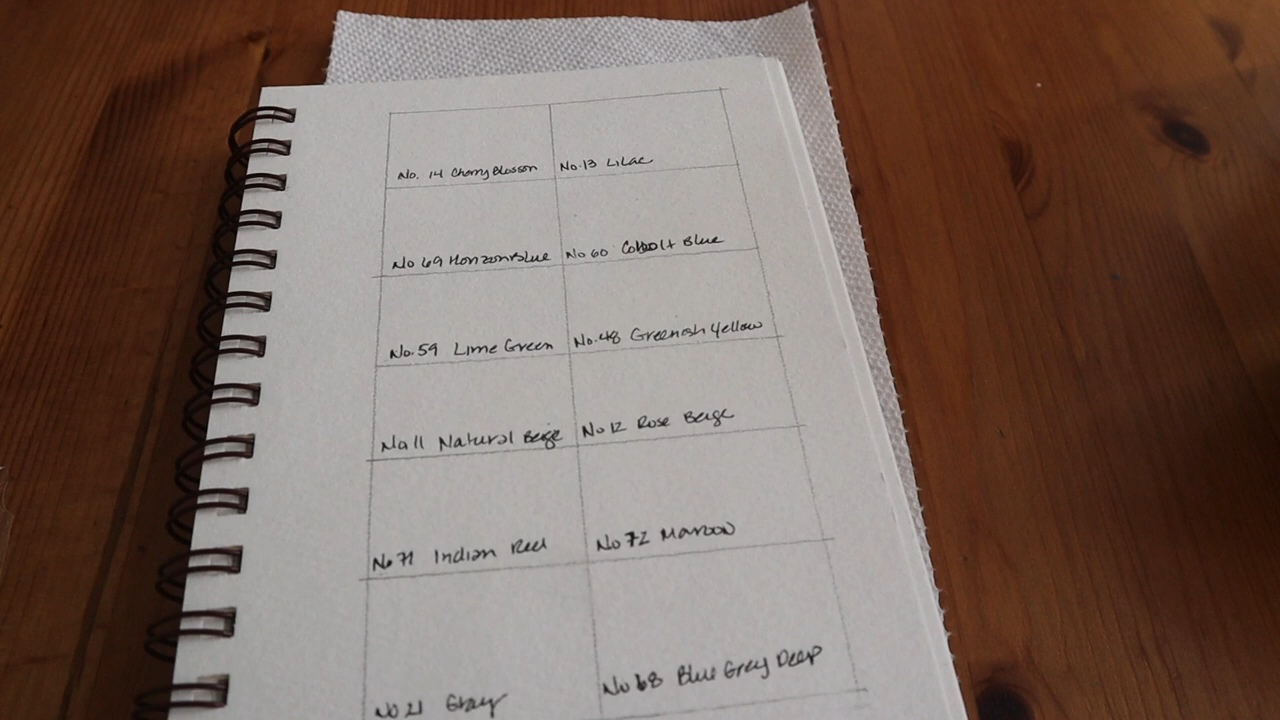 No. 14 Cherry Blosson
No. 13 Lilac
No 69 Horizon Blue
No 60 Cobolt Blue
No. 59 Lime Green
No. 48 Greenish Yellow
No 11 Natural Beige
No 12 Rose Beige
No 71 Indian Red
No 72 Maroon
No 21 Gray
No 68 Blue Grey Deep